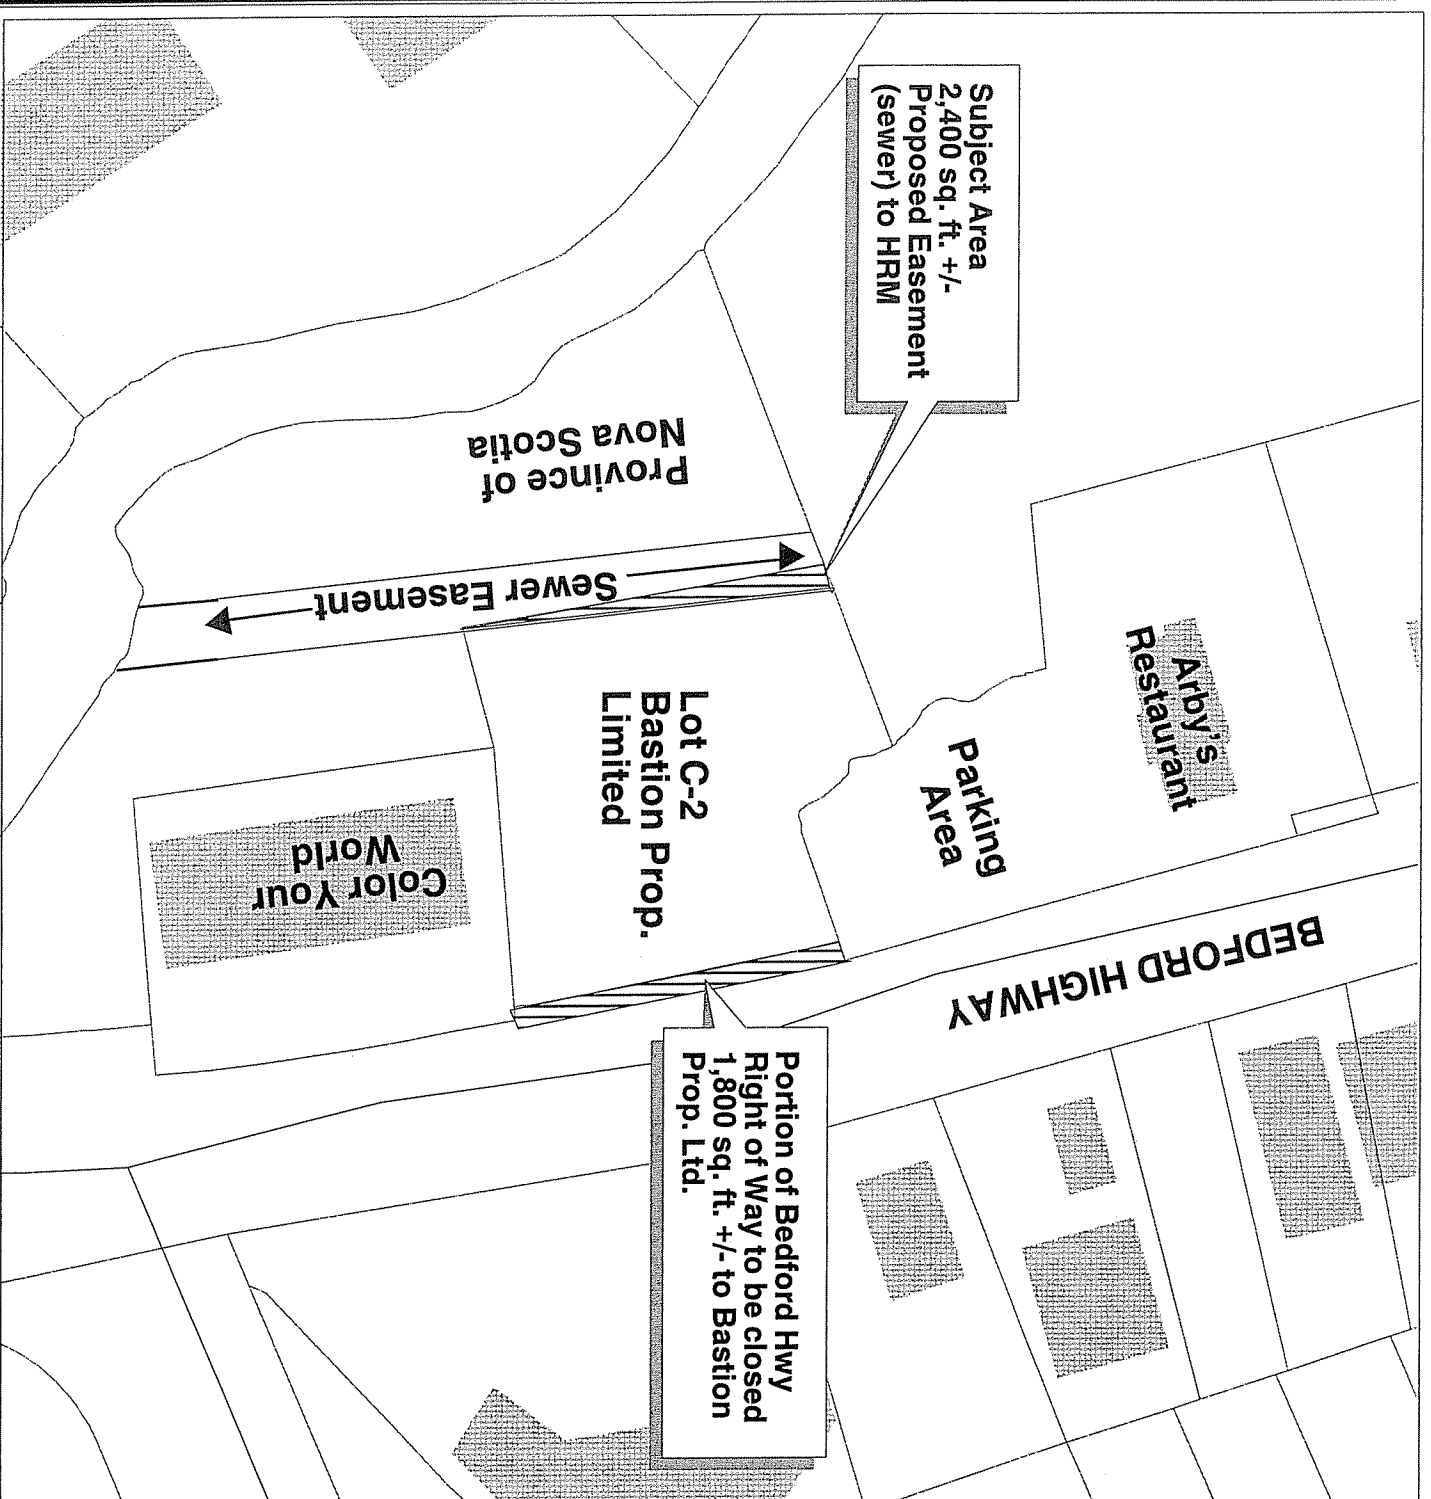 Subject Area
2,400 sq. ft. +/-
Proposed Easement
(sewer) to HRM
Province of
Nova Scotia
Sewer Easement
Arby's
Restaurant
Parking
Area
Lot C-2
Bastion Prop.
Limited
Color Your
World
BEDFORD HIGHWAY
Portion of Bedford Hwy
Right of Way to be closed
1,800 sq. ft. +/- to Bastion
Prop. Ltd.